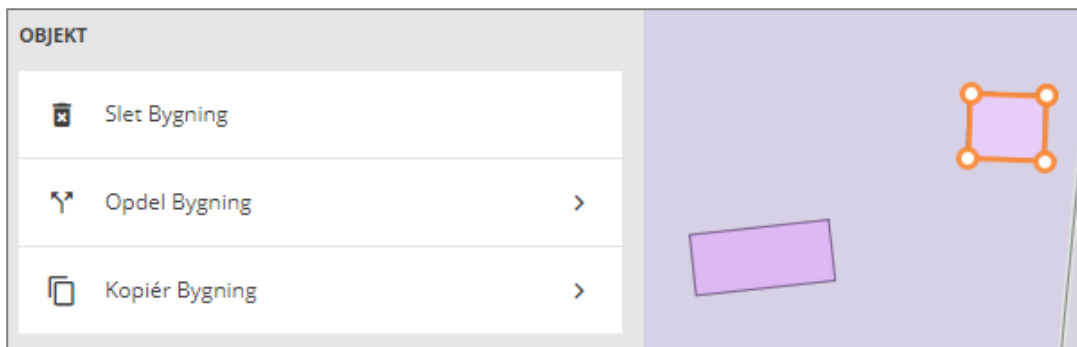 OBJEKT
Slet Bygning
Opdel Bygning
Kopiér Bygning